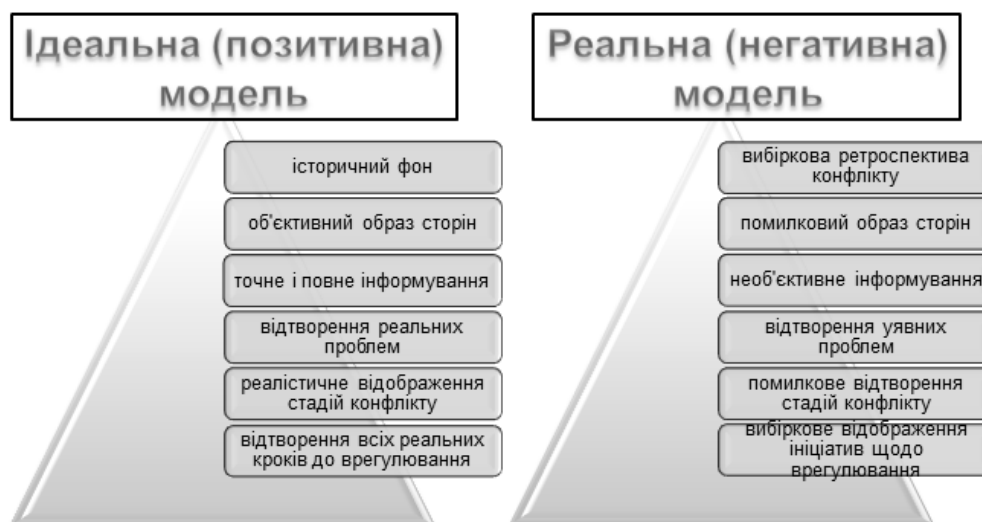 Ідеальна (позитивна)
модель
історичний фон
об'єктивний образ сторін
точне і повне інформування
відтворення реальних
проблем
реалістичне відображення
стадій конфлікту
відтворення всіх реальних
кроків до врегулювання
Реальна (негативна)
модель
вибіркова ретроспектива
конфлікту
помилковий образ сторін
необ'єктивне інформування
відтворення уявних
проблем
помилкове відтворення
стадій конфлікту
вибіркове відображення
ініціатив щодо
врегулювання